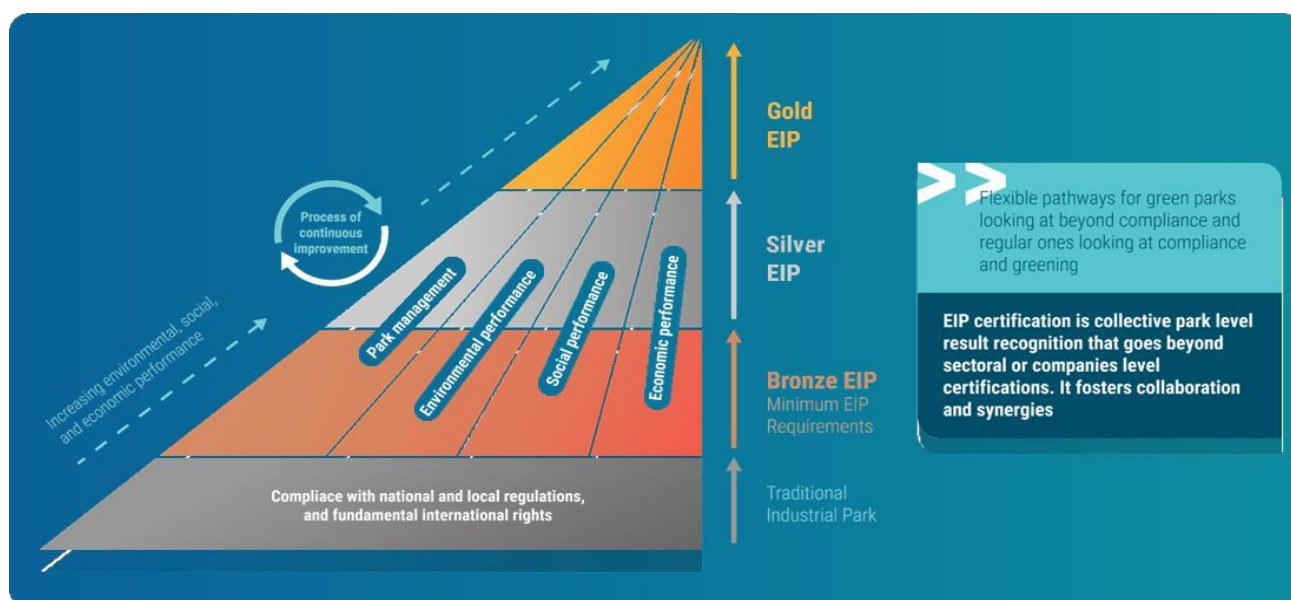 Gold
EIP
Process of
continuous
improvement
Silver
EIP
Park management
Environmental performance
Social performance
Economic performance
Increasing environmental, social,
and economic performance
Bronze EIP
Minimum EIP
Requirements
Compliace with national and local regulations,
and fundamental international rights
Traditional
Industrial Park
>>
Flexible pathways for green parks
looking at beyond compliance and
regular ones looking at compliance
and greening
EIP certification is collective park level
result recognition that goes beyond
sectoral or companies level
certifications. It fosters collaboration
and synergies